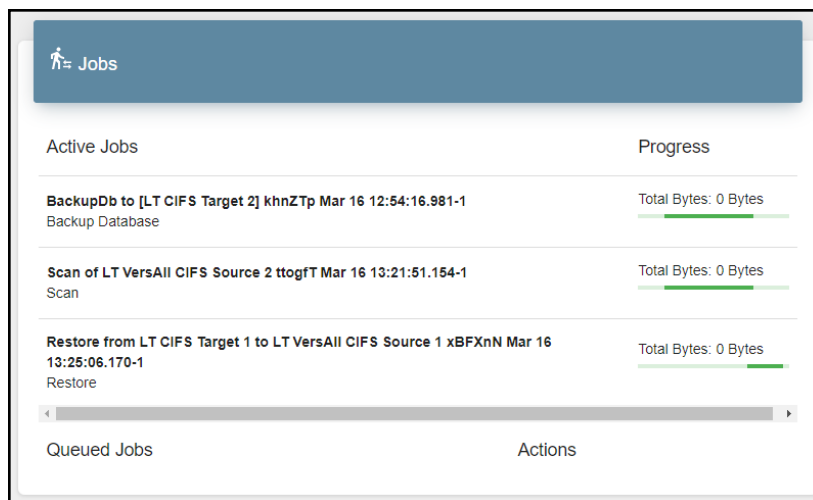 Jobs
Active Jobs Progress
BackupDb to [LT CIFS Target 2] khnZTp Mar 16 12:54:16.981-1 Total Bytes: 0 Bytes
Backup Database
Scan of LT VersAll CIFS Source 2 ttogfT Mar 16 13:21:51.154-1 Total Bytes: 0 Bytes
Scan
Restore from LT CIFS Target 1 to LT VersAll CIFS Source 1 xBFXnN Mar 16 Total Bytes: 0 Bytes
13:25:06.170-1
Restore
Queued Jobs Actions